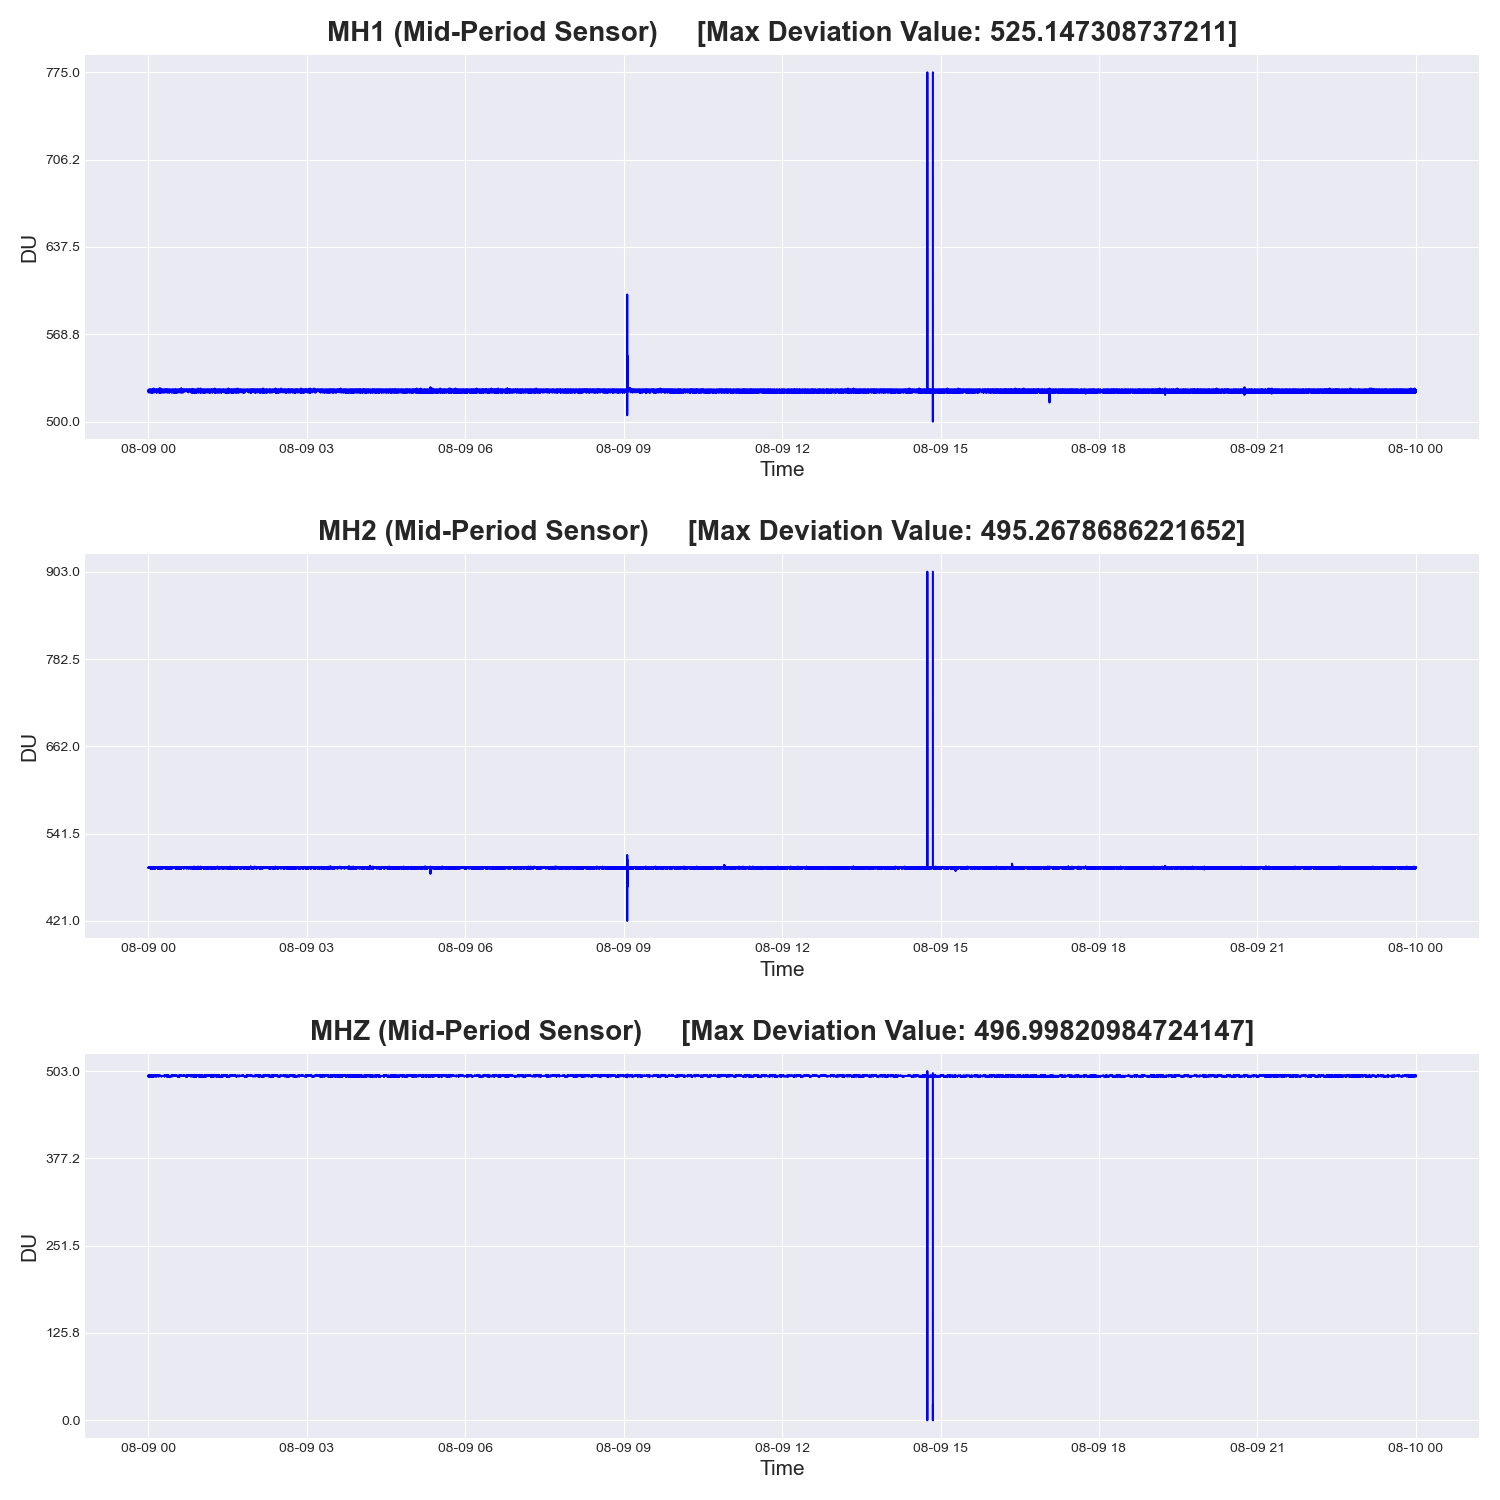 MH1 (Mid-Period Sensor) [Max Deviation Value: 525.147308737211]
775.0
706.2
637.5
568.8
500.0
DU
08-09 00 08-09 03 08-09 06 08-09 09 08-09 12 08-09 15 08-09 18 08-09 21 08-10 00
Time
MH2 (Mid-Period Sensor) [Max Deviation Value: 495.2678686221652]
903.0
782.5
662.0
541.5
421.0
DU
08-09 00 08-09 03 08-09 06 08-09 09 08-09 12 08-09 15 08-09 18 08-09 21 08-10 00
Time
MHZ (Mid-Period Sensor) [Max Deviation Value: 496.99820984724147]
503.0
377.2
251.5
125.8
0.0
DU
08-09 00 08-09 03 08-09 06 08-09 09 08-09 12 08-09 15 08-09 18 08-09 21 08-10 00
Time